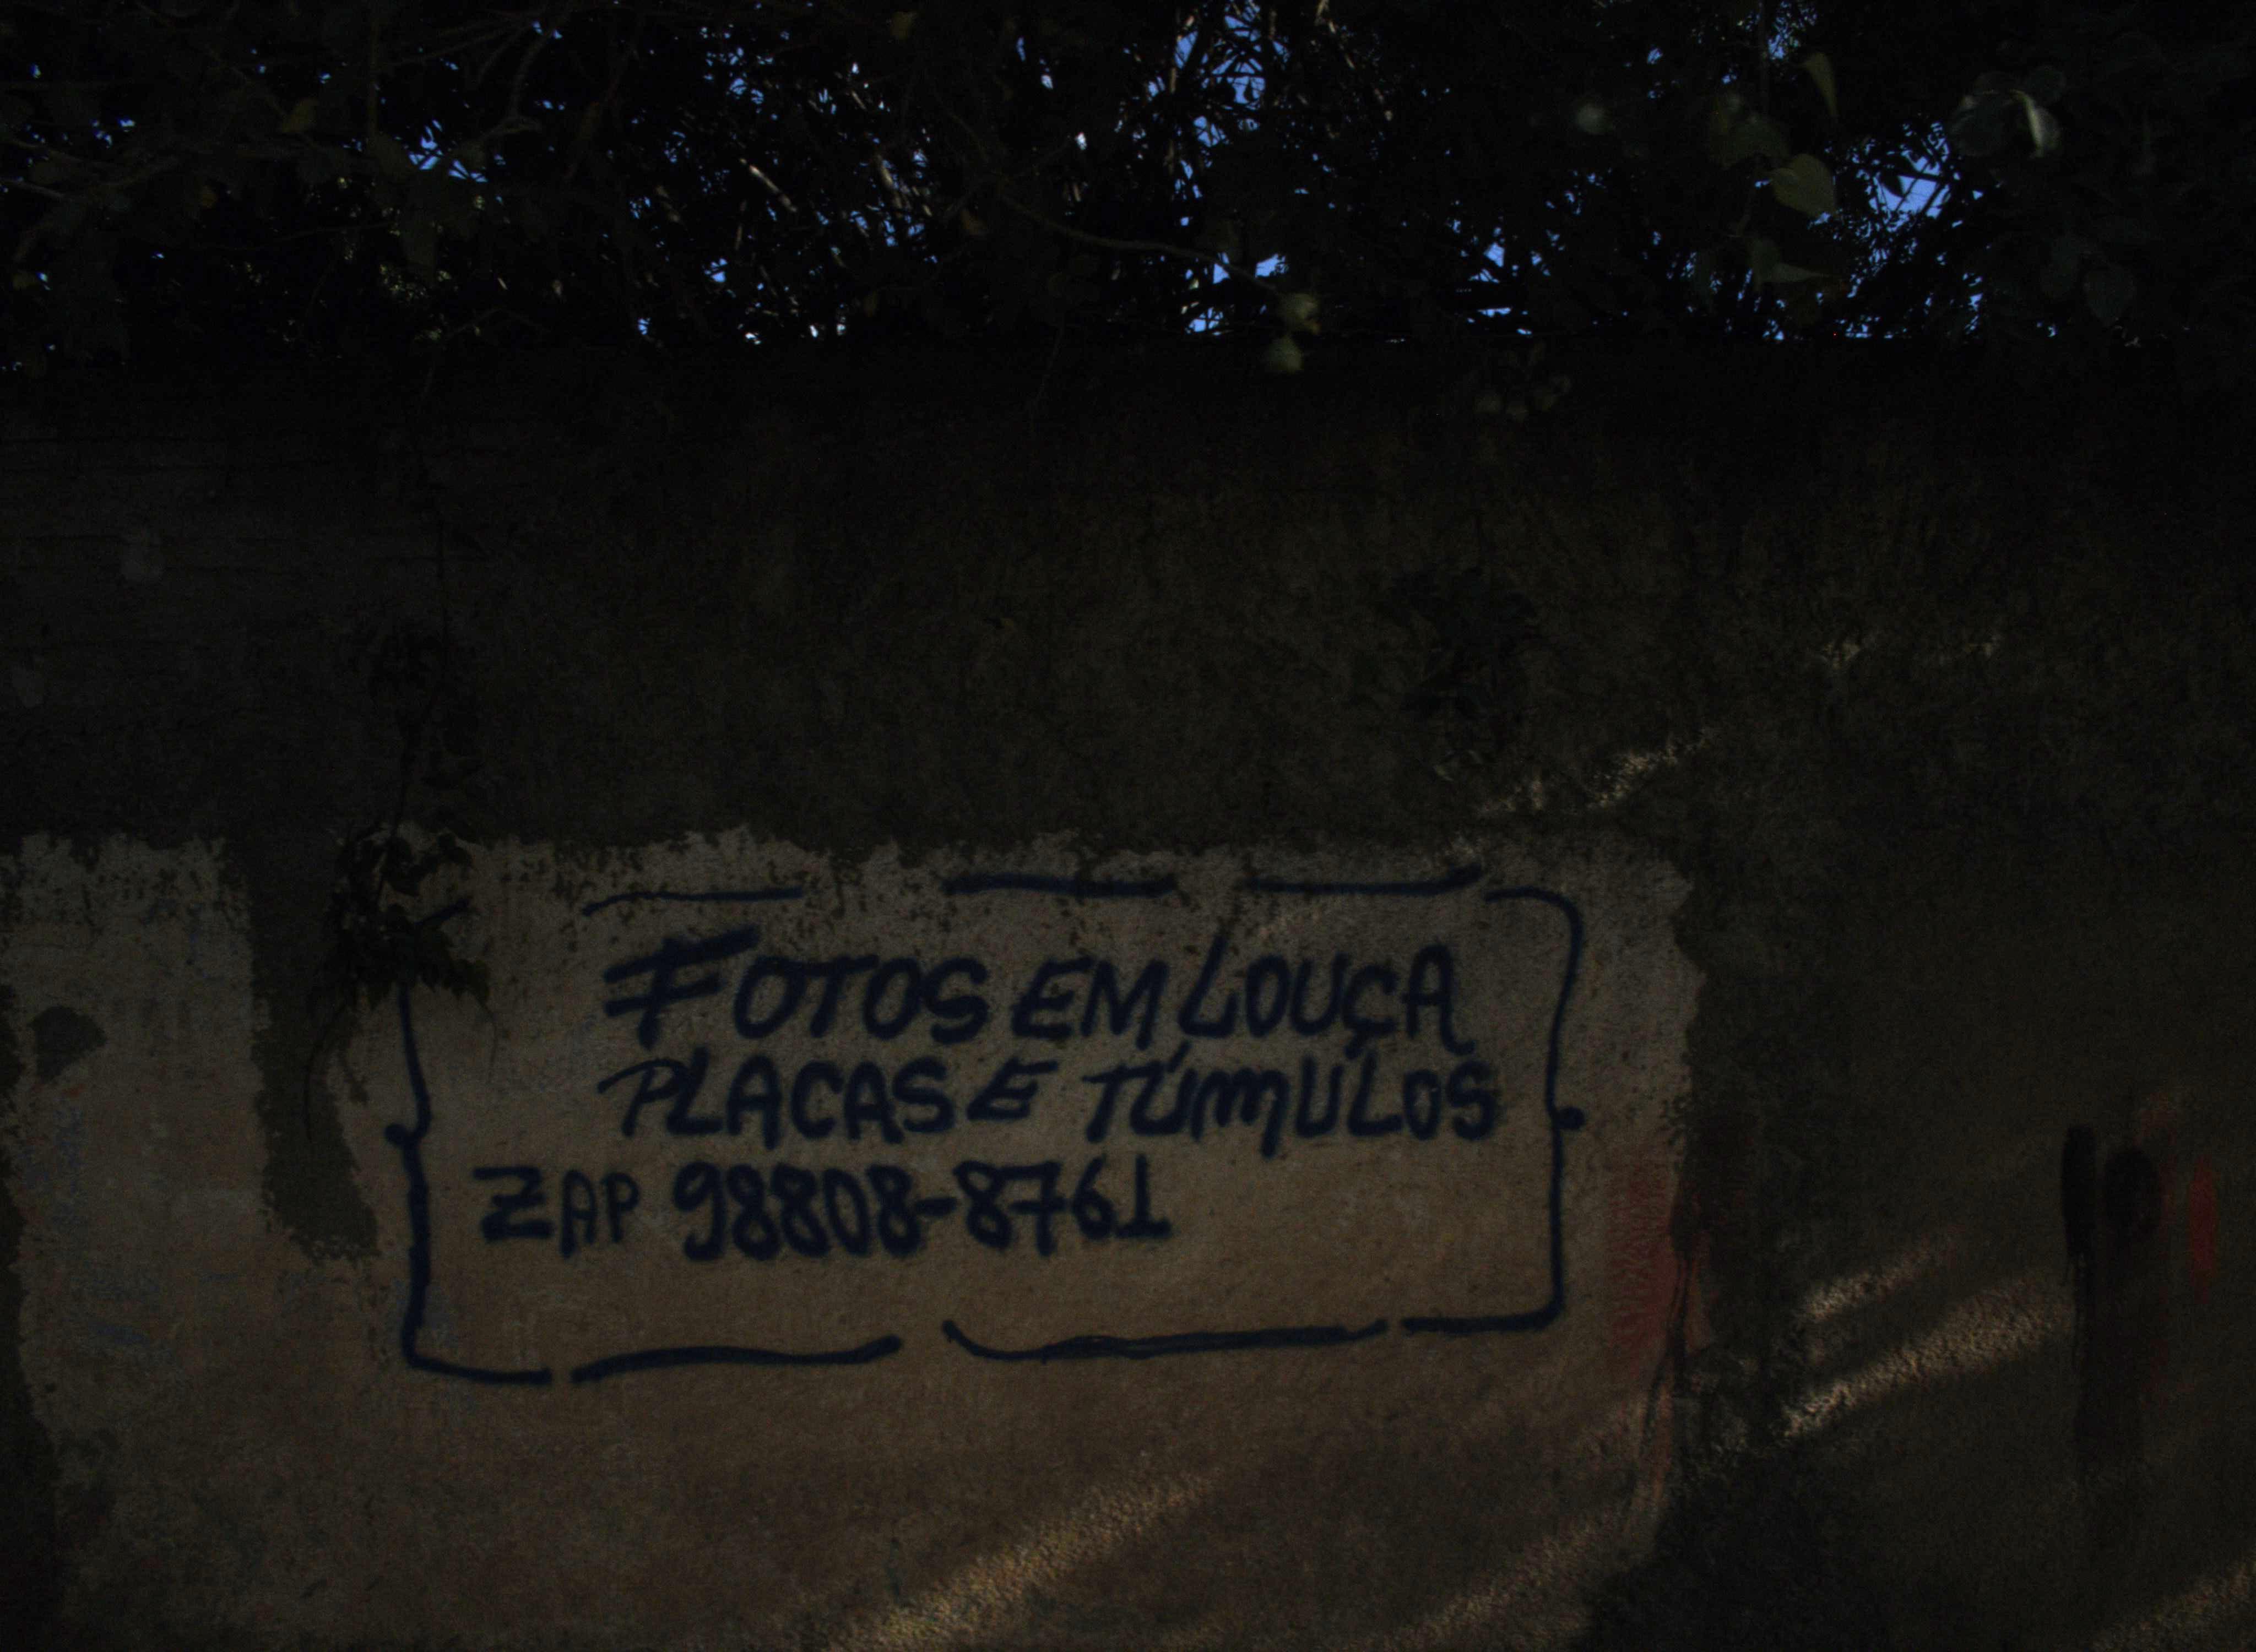 FOTOS EM LOUÇA
PLACAS E TÚMULOS
ZAP 98808-8761